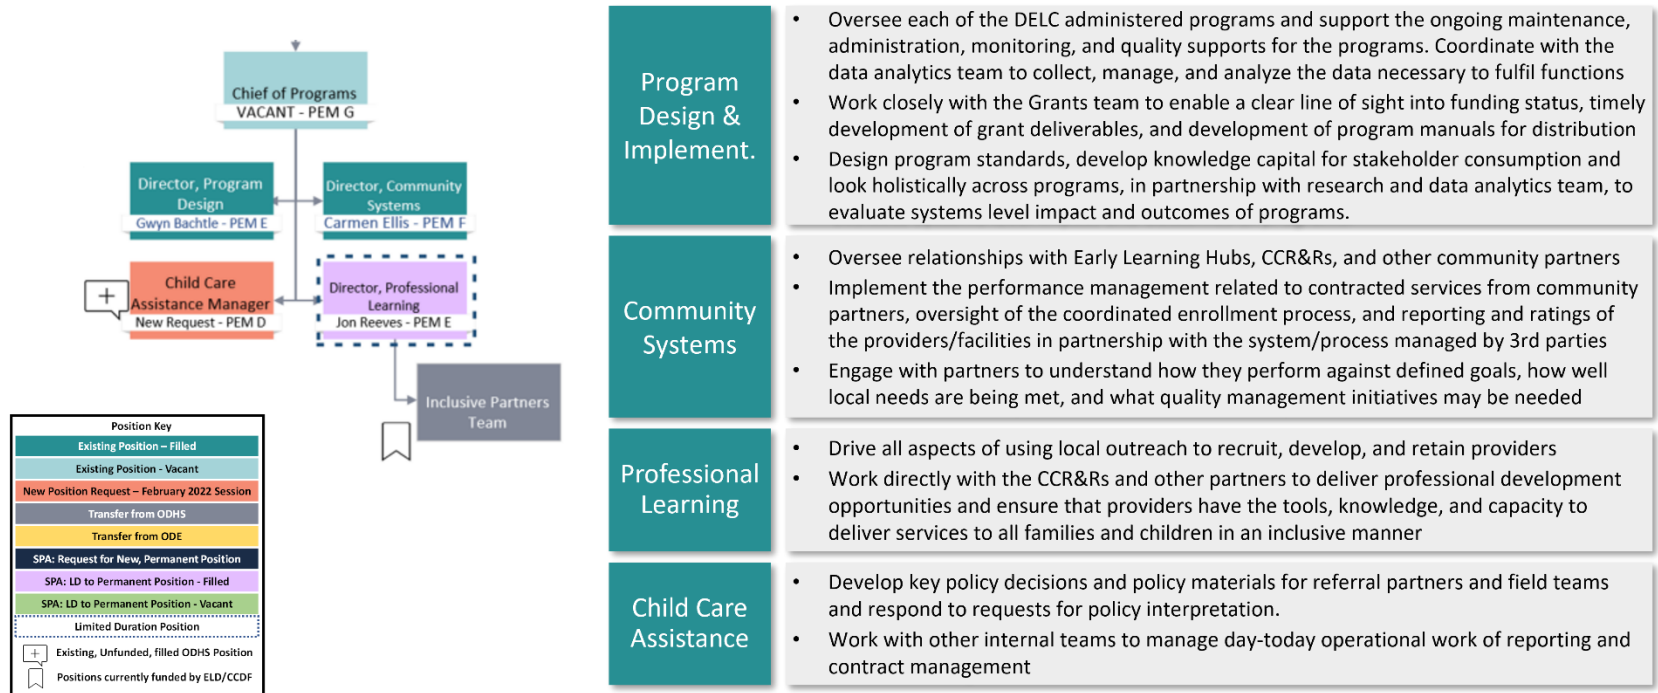 Chief of Programs
VACANT - PEM G
Director, Program
Design
Gwyn Bachtle - PEM E
Director, Community
Systems
Carmen Ellis - PEM F
Child Care
Assistance Manager
New Request - PEM D
Director, Professional
Learning
Jon Reeves - PEM E
Inclusive Partners
Team
Position Key
Existing Position – Filled
Existing Position - Vacant
New Position Request – February 2022 Session
Transfer from ODHS
Transfer from ODE
SPA: Request for New, Permanent Position
SPA: LD to Permanent Position - Filled
SPA: LD to Permanent Position - Vacant
Limited Duration Position
Existing, Unfunded, filled ODHS Position
Positions currently funded by ELD/CCDF
Program
Design &
Implement.
• Oversee each of the DELC administered programs and support the ongoing maintenance,
administration, monitoring, and quality supports for the programs. Coordinate with the
data analytics team to collect, manage, and analyze the data necessary to fulfil functions
• Work closely with the Grants team to enable a clear line of sight into funding status, timely
development of grant deliverables, and development of program manuals for distribution
• Design program standards, develop knowledge capital for stakeholder consumption and
look holistically across programs, in partnership with research and data analytics team, to
evaluate systems level impact and outcomes of programs.
Community
Systems
• Oversee relationships with Early Learning Hubs, CCR&Rs, and other community partners
• Implement the performance management related to contracted services from community
partners, oversight of the coordinated enrollment process, and reporting and ratings of
the providers/facilities in partnership with the system/process managed by 3rd parties
• Engage with partners to understand how they perform against defined goals, how well
local needs are being met, and what quality management initiatives may be needed
Professional
Learning
• Drive all aspects of using local outreach to recruit, develop, and retain providers
• Work directly with the CCR&Rs and other partners to deliver professional development
opportunities and ensure that providers have the tools, knowledge, and capacity to
deliver services to all families and children in an inclusive manner
Child Care
Assistance
• Develop key policy decisions and policy materials for referral partners and field teams
and respond to requests for policy interpretation.
• Work with other internal teams to manage day-today operational work of reporting and
contract management